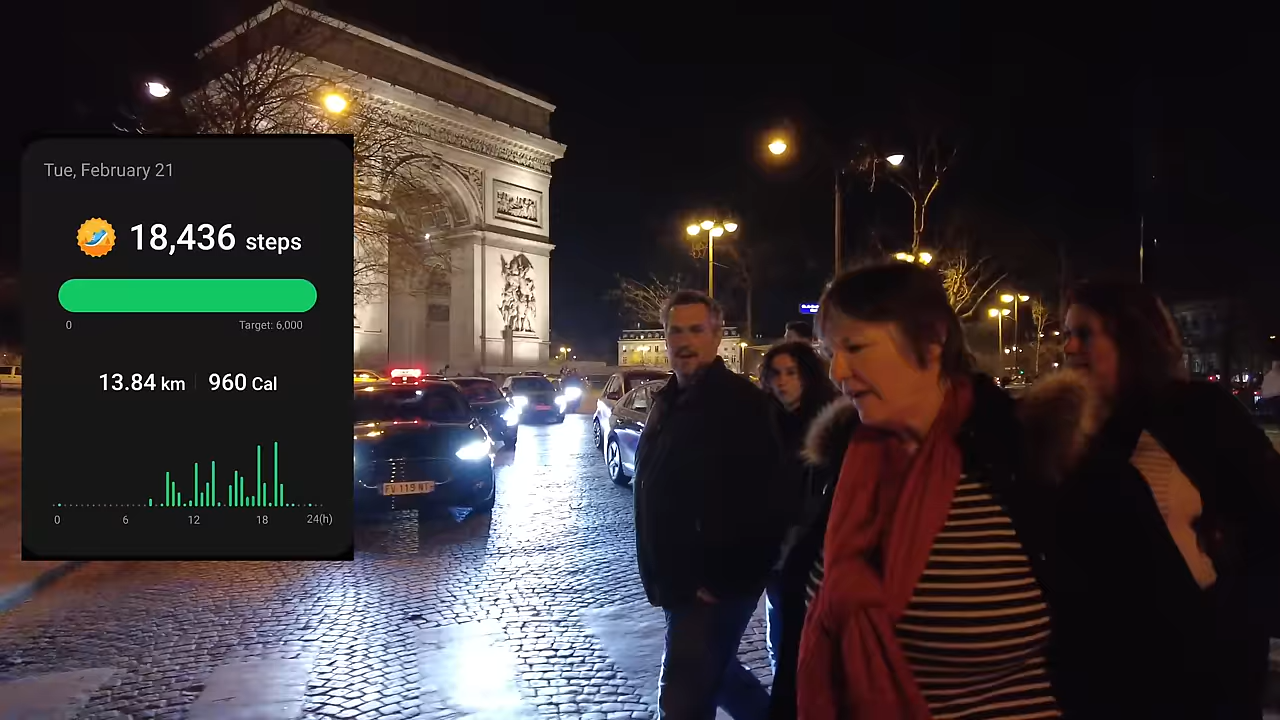 Tue, February 21
18,436 steps
0 Target: 6,000
13.84 km 960 Cal
0 6 12 18 24(h)